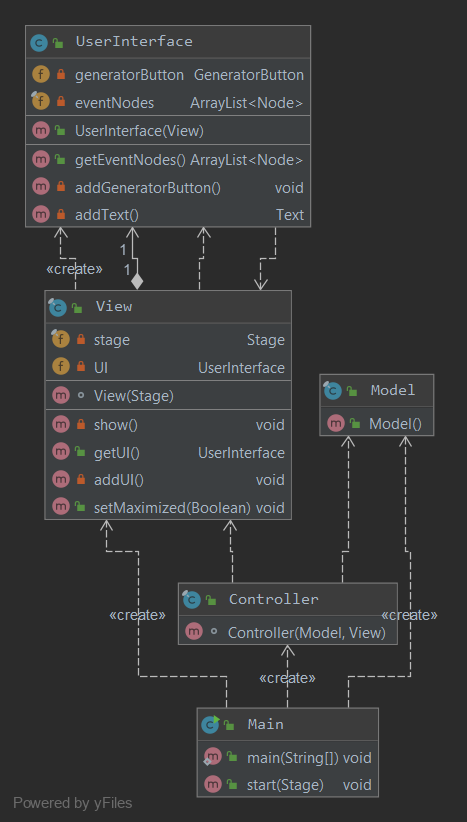 UserInterface
generatorButton GeneratorButton
eventNodes ArrayList<Node>
UserInterface(View)
getEventNodes() ArrayList<Node>
addGeneratorButton() void
addText() Text
1
«create»
1
View
stage Stage
UI UserInterface
View(Stage)
show() void
getUI() UserInterface
addUI() void
setMaximized(Boolean) void
Model
Model()
Controller
«create»
«create»
Controller(Model, View)
«create»
Main
main(String[]) void
start(Stage) void
Powered by yFiles